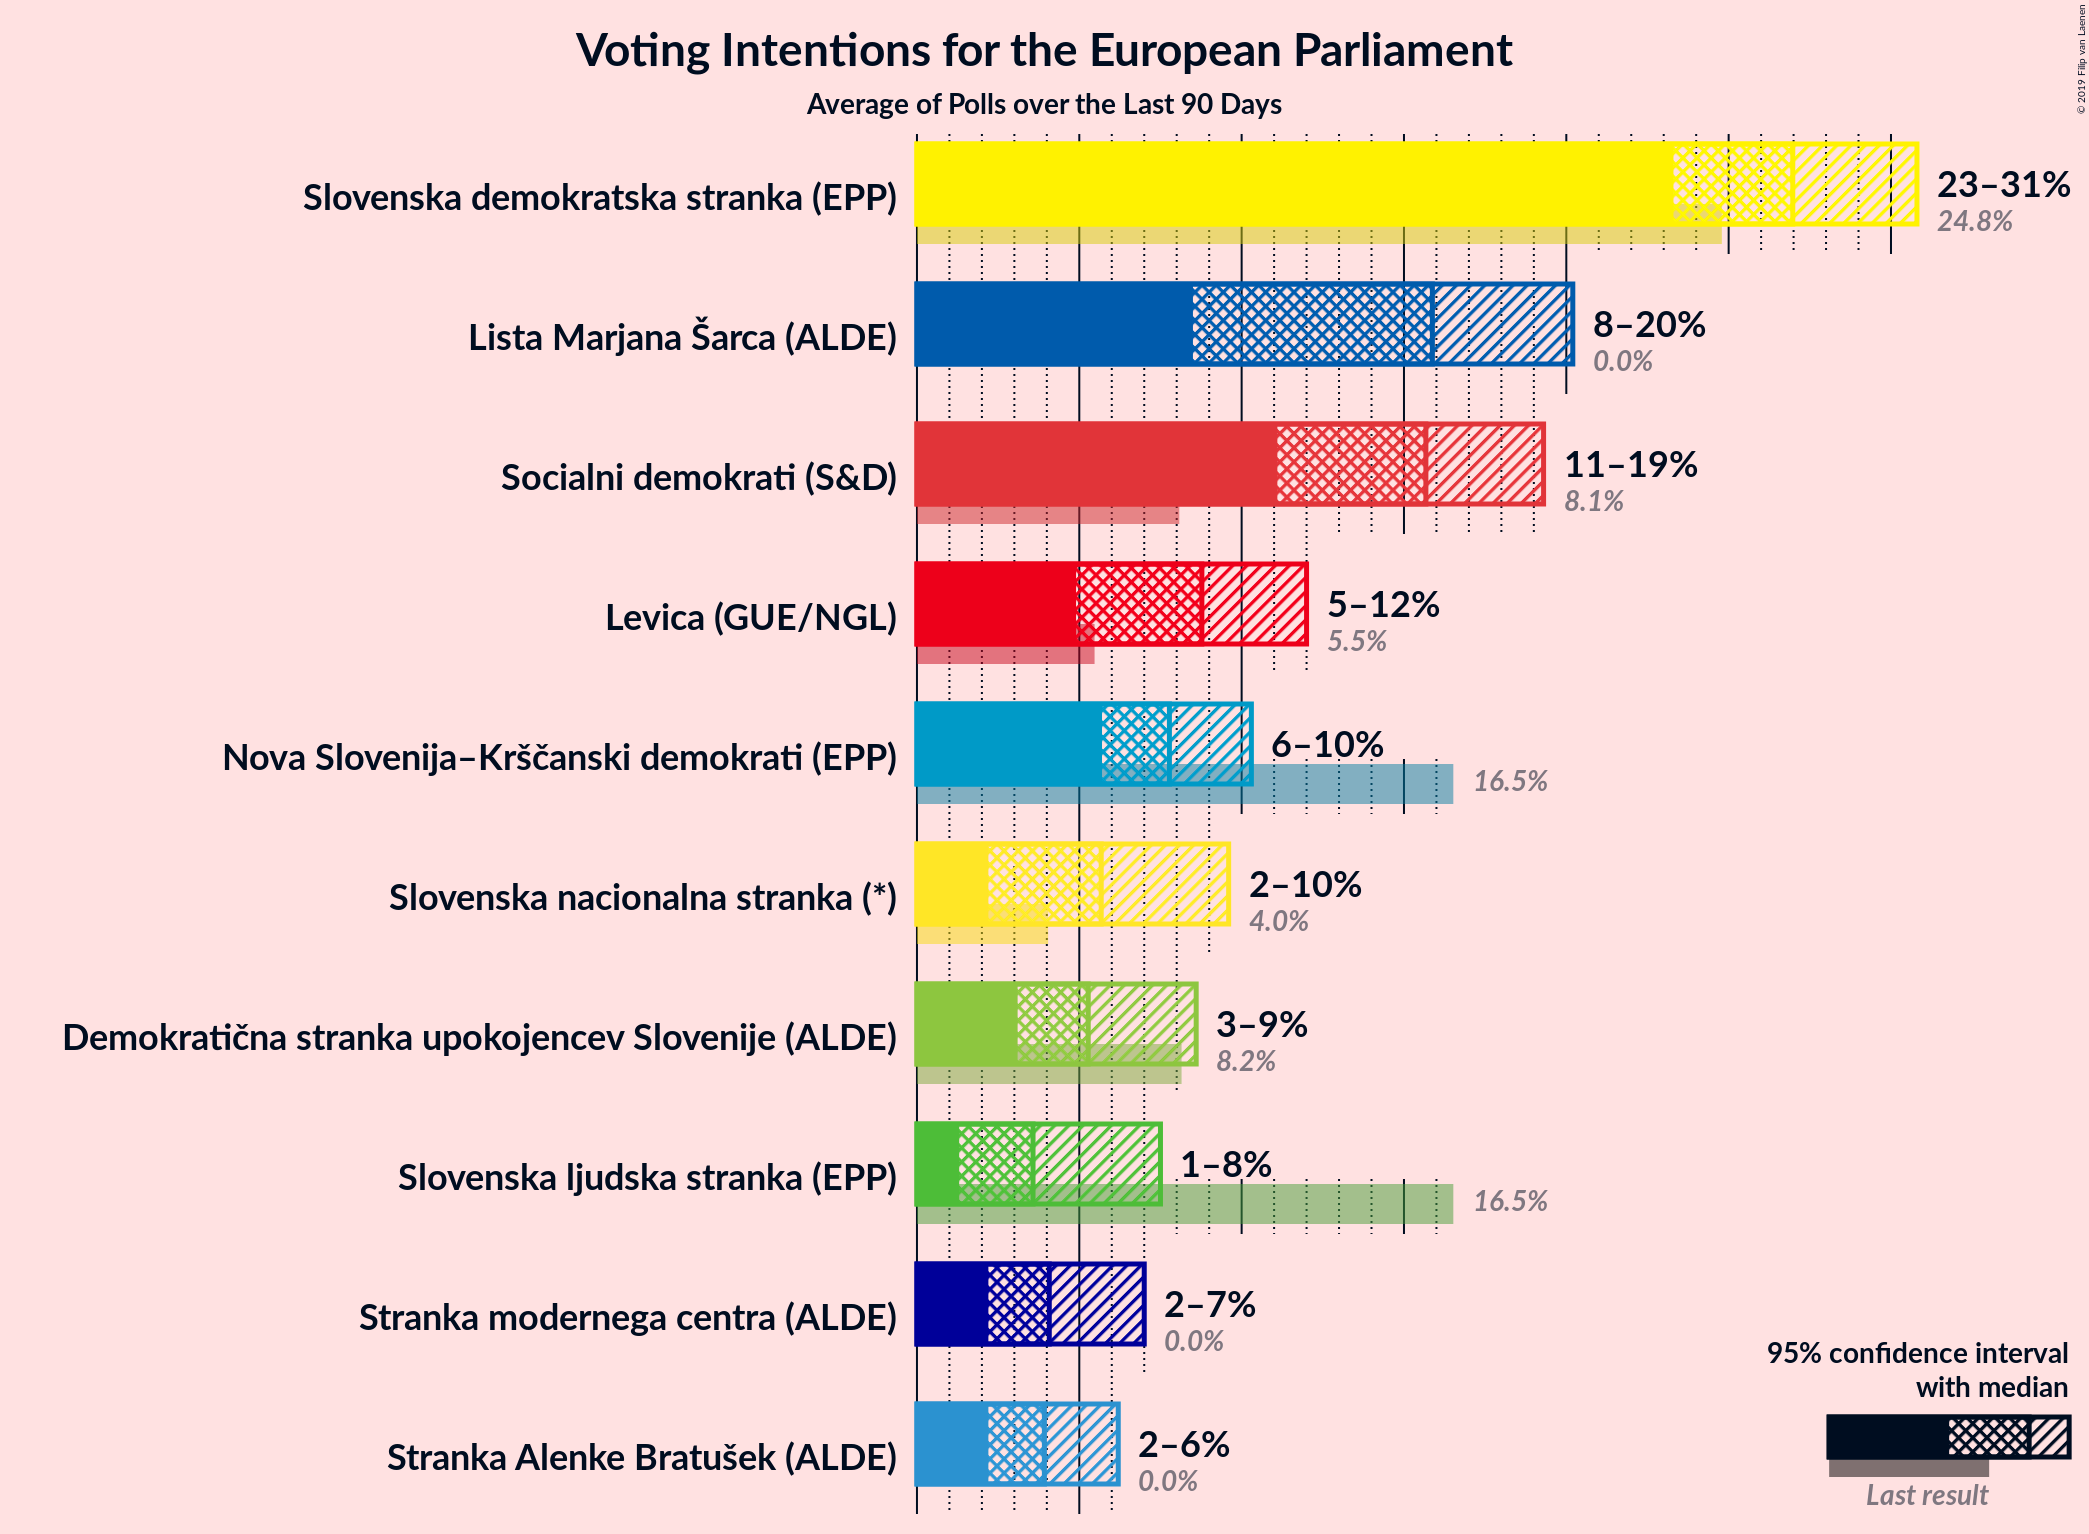 Voting Intentions for the European Parliament
Average of Polls over the Last 90 Days
© 2019 Filip van Laenen
Slovenska demokratska stranka (EPP)
23–31%
24.8%
Lista Marjana Šarca (ALDE)
8–20%
0.0%
Socialni demokrati (S&D)
11–19%
8.1%
Levica (GUE/NGL)
5–12%
5.5%
Nova Slovenija–Krščanski demokrati (EPP)
6–10%
16.5%
Slovenska nacionalna stranka (*)
2–10%
4.0%
Demokratična stranka upokojencev Slovenije (ALDE)
3–9%
8.2%
Slovenska ljudska stranka (EPP)
1–8%
16.5%
Stranka modernega centra (ALDE)
2–7%
0.0%
Stranka Alenke Bratušek (ALDE)
2–6%
0.0%
95% confidence interval
with median
Last result